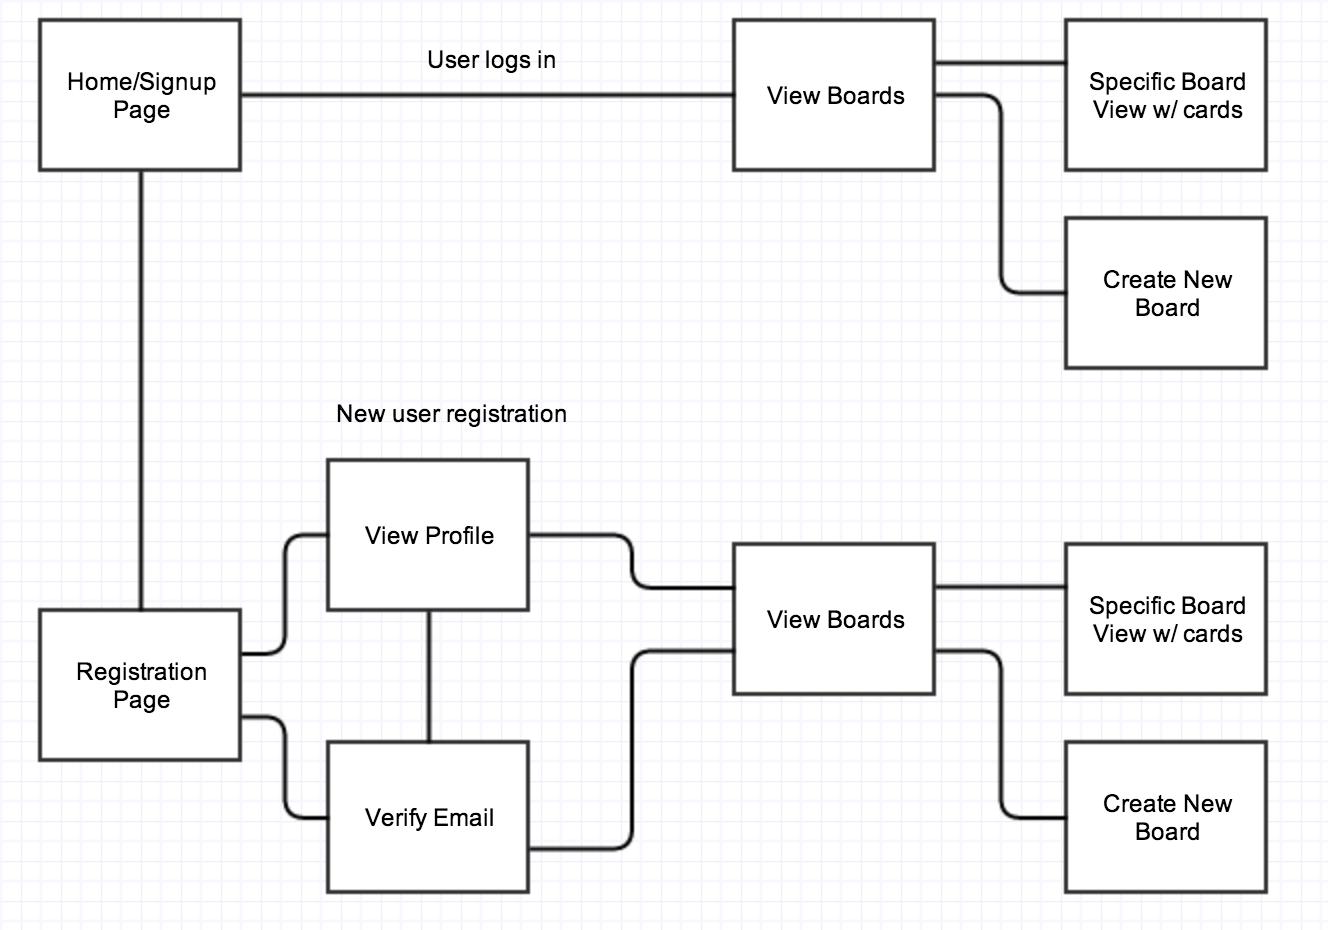 Home/Signup
Page
User logs in
View Boards
Specific Board
View w/ cards
Create New
Board
New user registration
View Profile
Registration
Page
Verify Email
View Boards
Specific Board
View w/ cards
Create New
Board